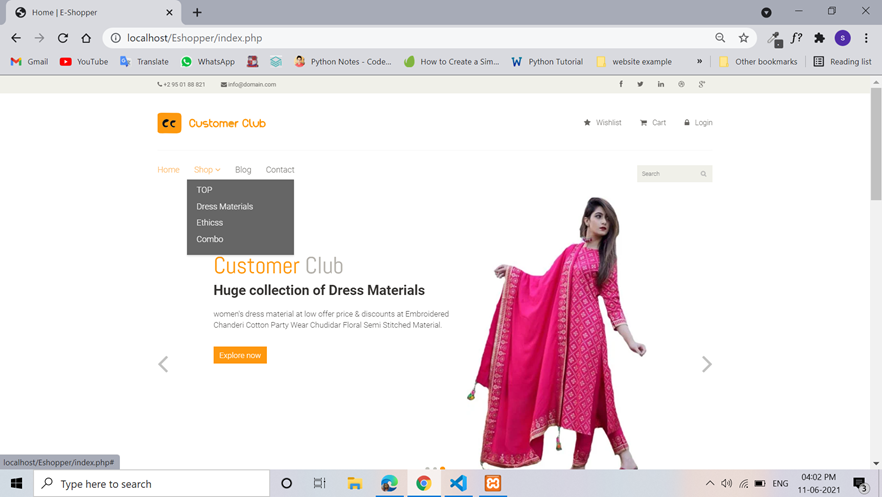 Home | E-Shopper
localhost/Eshopper/index.php
Gmail
YouTube
Translate
WhatsApp
Python Notes - Code...
How to Create a Sim...
Python Tutorial
website example
»
Other bookmarks
Reading list
+2 95 01 88 821
info@domain.com
CC Customer Club
Wishlist
Cart
Login
Home
Shop
Blog
Contact
Search
TOP
Dress Materials
Ethicss
Combo
Customer Club
Huge collection of Dress Materials
women's dress material at low offer price & discounts at Embroidered
Chanderi Cotton Party Wear Chudidar Floral Semi Stitched Material.
Explore now
localhost/Eshopper/index.php#
Type here to search
ENG
04:02 PM
11-06-2021
3